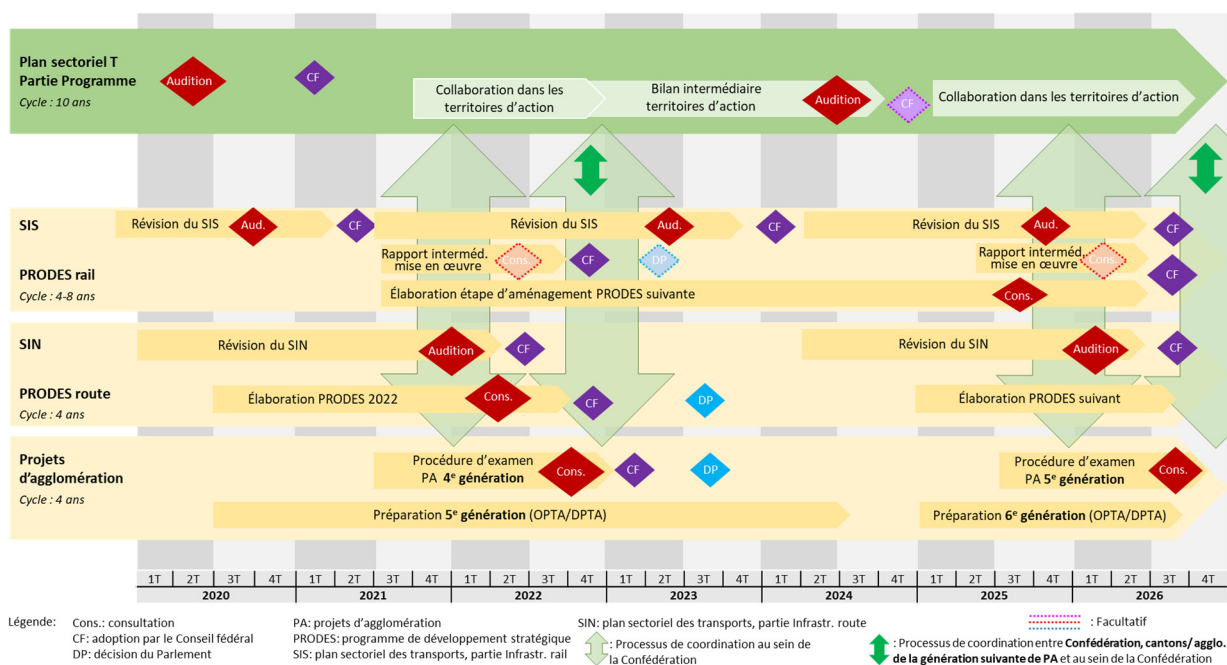 Plan sectoriel T
Partie Programme
Cycle : 10 ans
Audition
CF
Collaboration dans les
territoires d'action
Bilan intermédiaire
territoires d'action
Audition
CF
Collaboration dans les territoires d'action
SIS
Révision du SIS
Aud.
CF
Révision du SIS
Aud.
CF
Révision du SIS
Aud.
CF
PRODES rail
Cycle : 4-8 ans
Rapport interméd.
mise en œuvre
Cons.
CF
DP
Rapport interméd.
mise en œuvre
Cons.
CF
Élaboration étape d'aménagement PRODES suivante
Cons.
SIN
Révision du SIN
Audition
CF
Révision du SIN
Audition
CF
PRODES route
Cycle : 4 ans
Élaboration PRODES 2022
Cons.
CF
DP
Élaboration PRODES suivant
Projets
d'agglomération
Cycle : 4 ans
Procédure d'examen
PA 4e génération
Cons.
CF
DP
Procédure d'examen
PA 5e génération
Cons.
Préparation 5e génération (OPTA/DPTA)
Préparation 6e génération (OPTA/DPTA)
1T 2T 3T 4T 1T 2T 3T 4T 1T 2T 3T 4T 1T 2T 3T 4T 1T 2T 3T 4T 1T 2T 3T 4T 1T 2T 3T 4T
2020 2021 2022 2023 2024 2025 2026
Légende:
Cons.: consultation
CF: adoption par le Conseil fédéral
DP: décision du Parlement
PA: projets d'agglomération
PRODES: programme de développement stratégique
SIS: plan sectoriel des transports, partie Infrastr. rail
SIN: plan sectoriel des transports, partie Infrastr. route
: Processus de coordination au sein de
la Confédération
: Facultatif
: Processus de coordination entre Confédération, cantons/ agglo.
de la génération suivante de PA et au sein de la Confédération